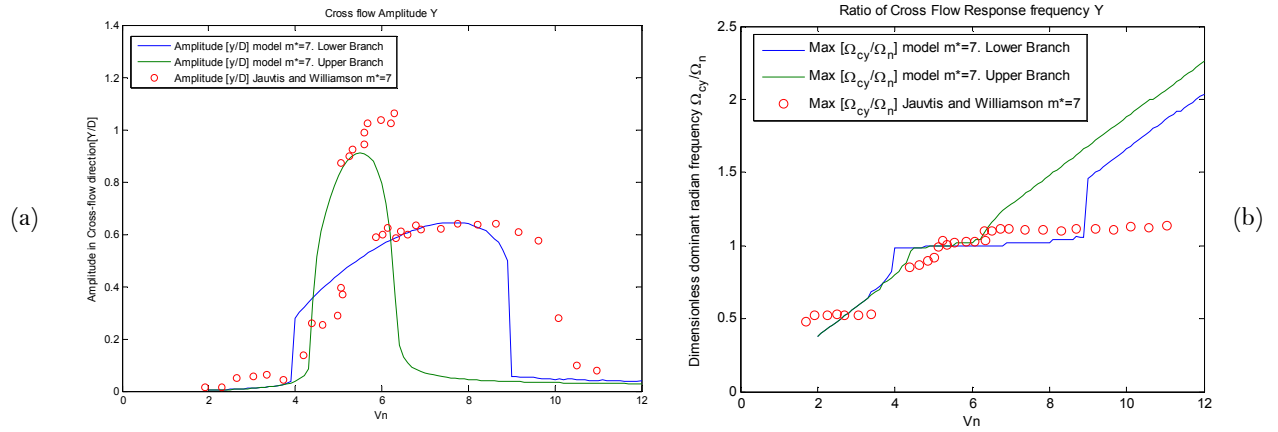 (a)
Cross flow Amplitude Y
Amplitude in Cross-flow direction[Y/D]
1.4
1.2
1
0.8
0.6
0.4
0.2
0
Amplitude [y/D] model m*=7. Lower Branch
Amplitude [y/D] model m*=7. Upper Branch
Amplitude [y/D] Jauvtis and Williamson m*=7
0 2 4 6 8 10 12
Vn
Ratio of Cross Flow Response frequency Y
Dimensionless dominant radian frequency Ωcy/Ωn
2.5
2
1.5
1
0.5
0
Max [Ωcy/Ωn] model m*=7. Lower Branch
Max [Ωcy/Ωn] model m*=7. Upper Branch
Max [Ωcy/Ωn] Jauvtis and Williamson m*=7
0 2 4 6 8 10 12
Vn
(b)